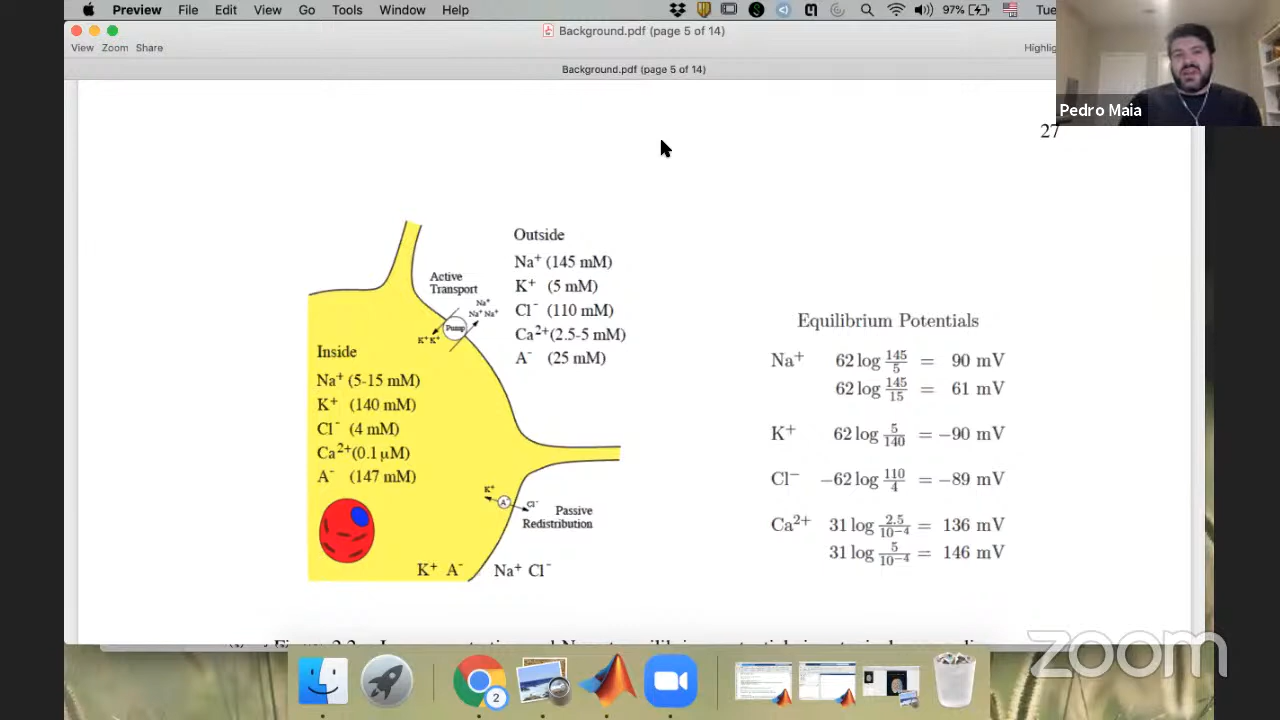 Preview File Edit View Go Tools Window Help 97% Tue
Background.pdf (page 5 of 14)
View Zoom Share
Background.pdf (page 5 of 14)
Pedro Maia
27
Outside
Na+ (145 mM)
K+ (5 mM)
Cl- (110 mM)
Ca2+(2.5-5 mM)
A- (25 mM)
Active
Transport
Na+
Na+ Na+
Pump
K+K+
Inside
Na+ (5-15 mM)
K+ (140 mM)
Cl- (4 mM)
Ca2+(0.1 μM)
A- (147 mM)
K+
A-
Cl-
Passive
Redistribution
K+ A- Na+ Cl-
Equilibrium Potentials
Na+ 62 log 145/5 = 90 mV
62 log 145/15 = 61 mV
K+ 62 log 5/140 = −90 mV
Cl− −62 log 110/4 = −89 mV
Ca2+ 31 log 2.5/10−4 = 136 mV
31 log 5/10−4 = 146 mV
zoom
2